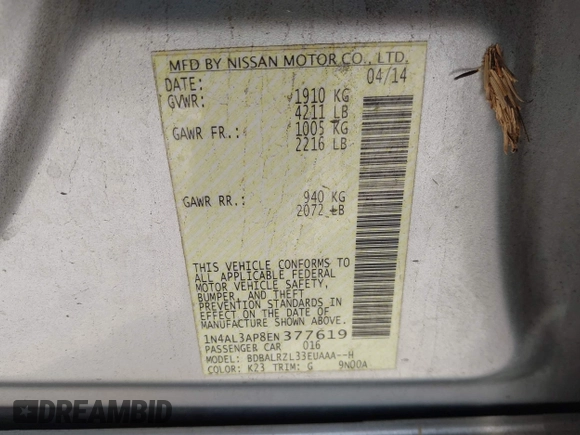 MFD BY NISSAN MOTOR CO., LTD.
DATE: 04/14
GVWR: 1910 KG
4211 LB
GAWR FR.: 1005 KG
2216 LB
GAWR RR.: 940 KG
2072 LB
THIS VEHICLE CONFORMS TO
ALL APPLICABLE FEDERAL
MOTOR VEHICLE SAFETY,
BUMPER, AND THEFT
PREVENTION STANDARDS
IN EFFECT ON THE DATE OF
MANUFACTURE SHOWN ABOVE.
1N4AL3AP8EN377619
PASSENGER CAR 016
MODEL: BDBALRZL33EUAAA--H
COLOR: K23 TRIM: G 9N00A
DREAMBID